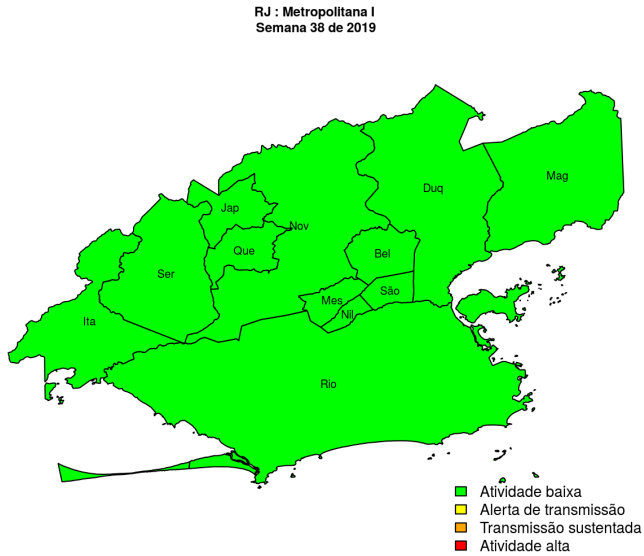 RJ : Metropolitana I
Semana 38 de 2019
Mag
Duq
Jap
Nov
Que
Bel
Ser
São
Mes
Nil
Ita
Rio
Atividade baixa
Alerta de transmissão
Transmissão sustentada
Atividade alta